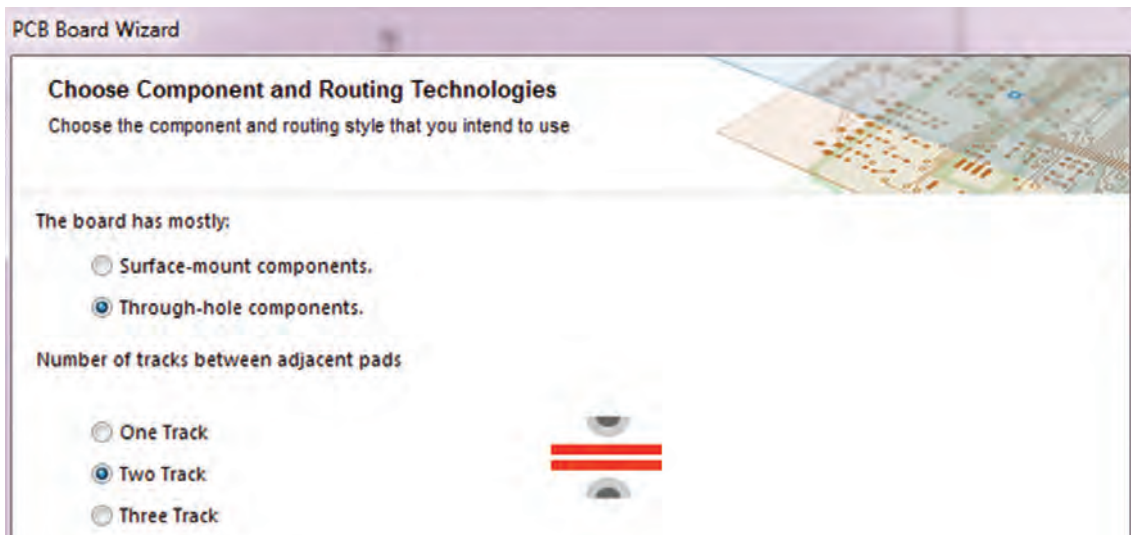 PCB Board Wizard
Choose Component and Routing Technologies
Choose the component and routing style that you intend to use
The board has mostly:
Surface-mount components.
Through-hole components.
Number of tracks between adjacent pads
One Track
Two Track
Three Track